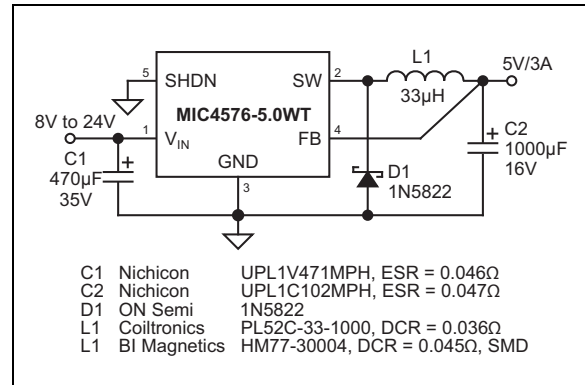 L1
5V/3A
5 SHDN SW 2
33µH
MIC4576-5.0WT
8V to 24V
1 VIN FB 4
C2
1000µF
16V
C1
470µF
35V
GND
3
D1
1N5822
+
+
C1 Nichicon UPL1V471MPH, ESR = 0.046Ω
C2 Nichicon UPL1C102MPH, ESR = 0.047Ω
D1 ON Semi 1N5822
L1 Coiltronics PL52C-33-1000, DCR = 0.036Ω
L1 BI Magnetics HM77-30004, DCR = 0.045Ω, SMD